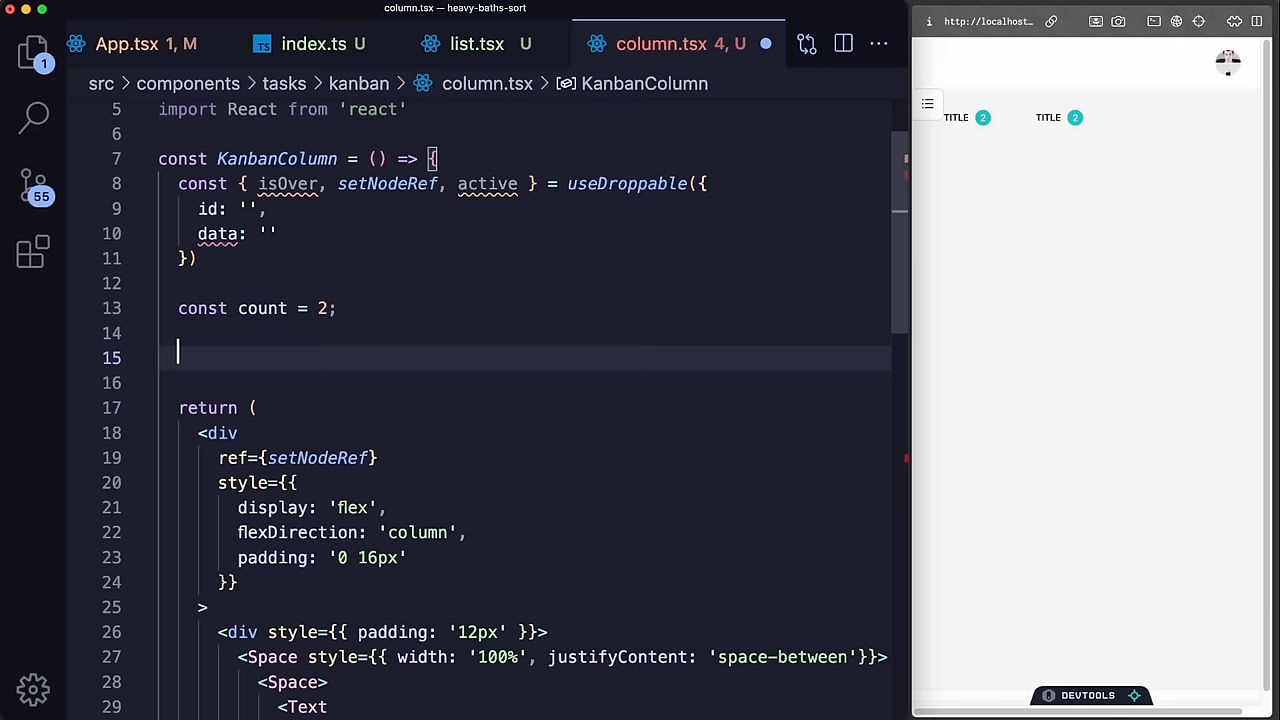 column.tsx — heavy-baths-sort
App.tsx 1, M
TS index.ts U
list.tsx U
column.tsx 4, U
src > components > tasks > kanban > column.tsx > KanbanColumn
1
55
5 import React from 'react'
6
7 const KanbanColumn = () => {
8 const { isOver, setNodeRef, active } = useDroppable({
9 id: '',
10 data: ''
11 })
12
13 const count = 2;
14
15
16
17 return (
18 <div
19 ref={setNodeRef}
20 style={{
21 display: 'flex',
22 flexDirection: 'column',
23 padding: '0 16px'
24 }}
25 >
26 <div style={{ padding: '12px' }}>
27 <Space style={{ width: '100%', justifyContent: 'space-between'}}>
28 <Space>
29 <Text
i http://localhost…
TITLE 2 TITLE 2
DEVTOOLS